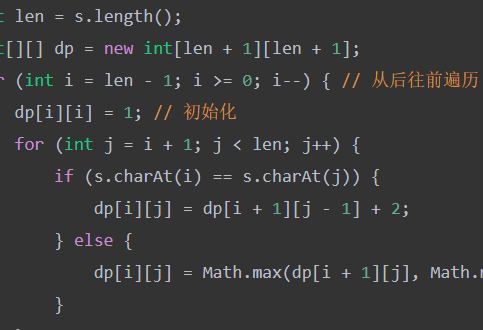 len = s.length();
[][] dp = new int[len + 1][len + 1];
(int i = len - 1; i >= 0; i--) { // 从后往前遍历
dp[i][i] = 1; // 初始化
for (int j = i + 1; j < len; j++) {
if (s.charAt(i) == s.charAt(j)) {
dp[i][j] = dp[i + 1][j - 1] + 2;
} else {
dp[i][j] = Math.max(dp[i + 1][j], Math.
}